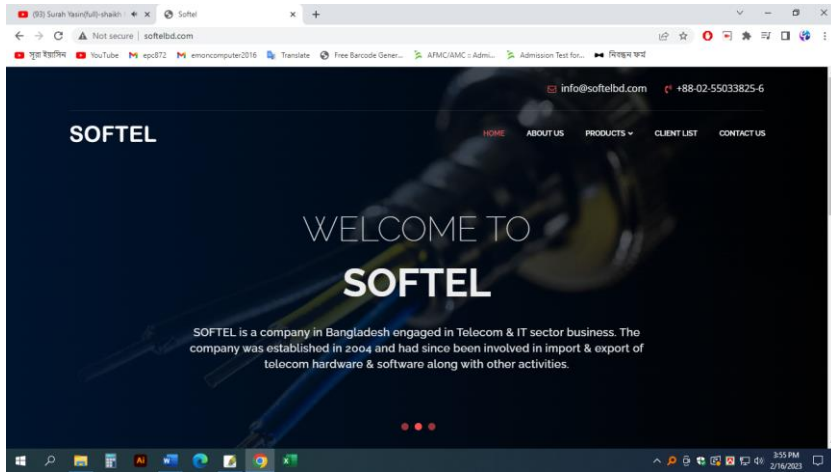 (93) Surah Yasin(full)-shaikh
Softel
Not secure | softelbd.com
সূরা ইয়াসিন YouTube epc872 emoncomputer2016 Translate Free Barcode Gener... AFMC/AMC :: Admi... Admission Test for... নিবন্ধন ফর্ম
info@softelbd.com +88-02-55033825-6
SOFTEL HOME ABOUT US PRODUCTS CLIENT LIST CONTACT US
WELCOME TO
SOFTEL
SOFTEL is a company in Bangladesh engaged in Telecom & IT sector business. The
company was established in 2004 and had since been involved in import & export of
telecom hardware & software along with other activities.
3:55 PM
2/16/2023